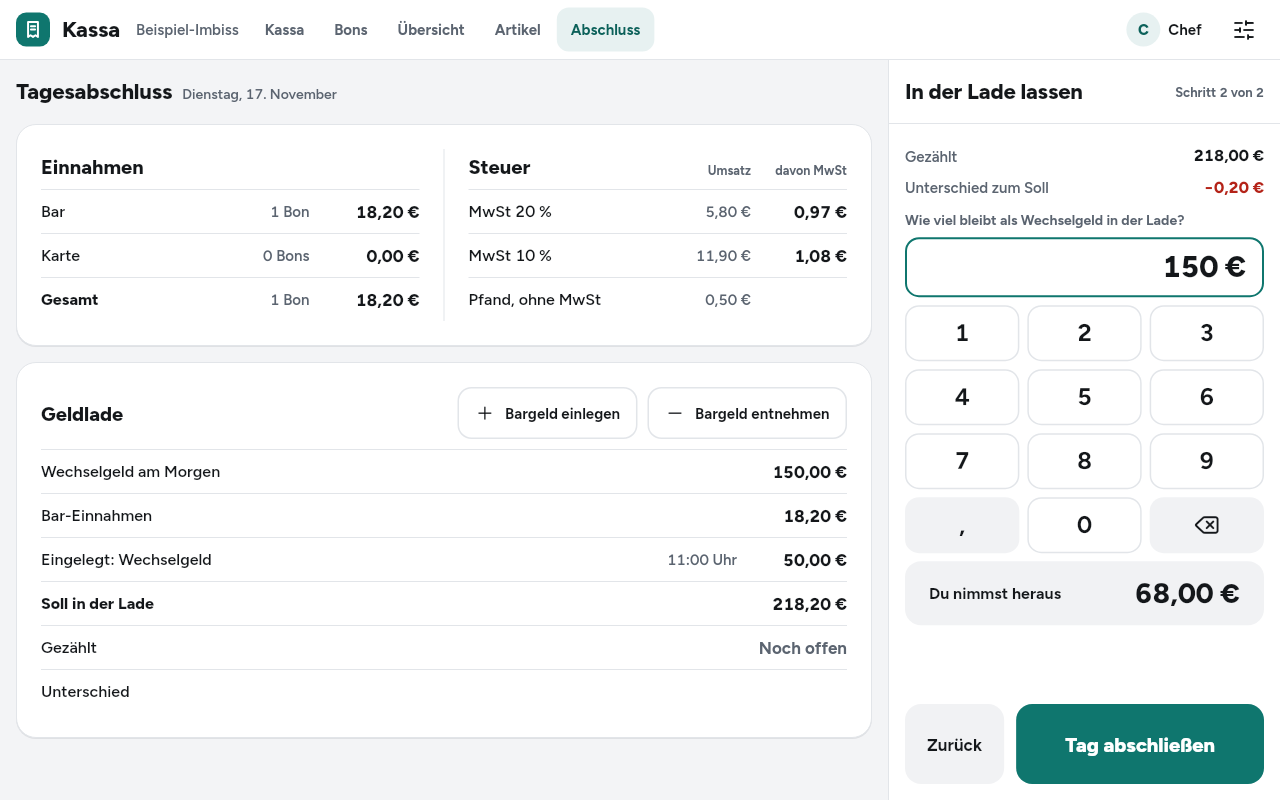 Kassa
Beispiel-Imbiss
Kassa
Bons
Übersicht
Artikel
Abschluss
C
Chef
Tagesabschluss Dienstag, 17. November
Einnahmen
Bar 1 Bon 18,20 €
Karte 0 Bons 0,00 €
Gesamt 1 Bon 18,20 €
Steuer Umsatz davon MwSt
MwSt 20 % 5,80 € 0,97 €
MwSt 10 % 11,90 € 1,08 €
Pfand, ohne MwSt 0,50 €
Geldlade
Bargeld einlegen
Bargeld entnehmen
Wechselgeld am Morgen 150,00 €
Bar-Einnahmen 18,20 €
Eingelegt: Wechselgeld 11:00 Uhr 50,00 €
Soll in der Lade 218,20 €
Gezählt Noch offen
Unterschied
In der Lade lassen Schritt 2 von 2
Gezählt 218,00 €
Unterschied zum Soll −0,20 €
Wie viel bleibt als Wechselgeld in der Lade?
150 €
1 2 3
4 5 6
7 8 9
, 0
Du nimmst heraus 68,00 €
Zurück
Tag abschließen